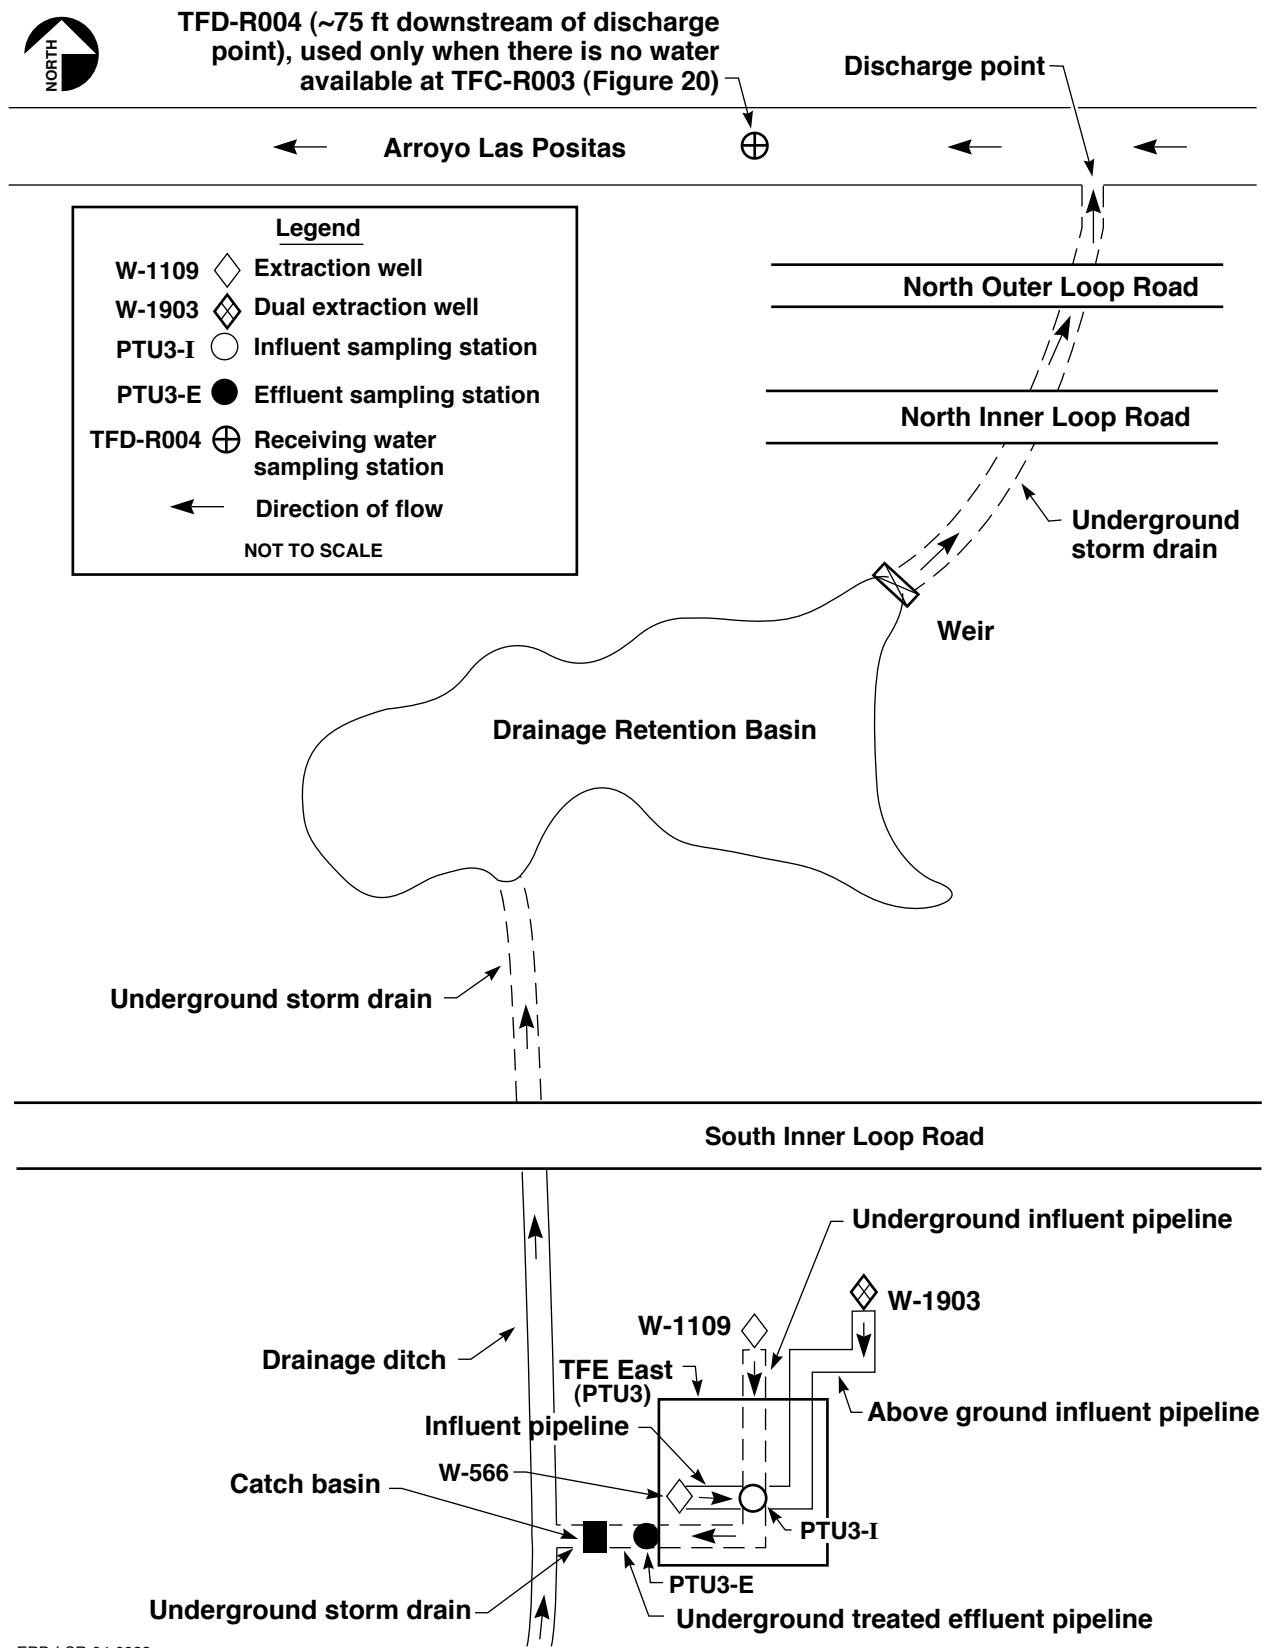 NORTH
TFD-R004 (~75 ft downstream of discharge
point), used only when there is no water
available at TFC-R003 (Figure 20)
Discharge point
Arroyo Las Positas
Legend
W-1109 Extraction well
W-1903 Dual extraction well
PTU3-I Influent sampling station
PTU3-E Effluent sampling station
TFD-R004 Receiving water
sampling station
Direction of flow
NOT TO SCALE
North Outer Loop Road
North Inner Loop Road
Underground
storm drain
Weir
Drainage Retention Basin
Underground storm drain
South Inner Loop Road
Underground influent pipeline
W-1903
W-1109
Drainage ditch
TFE East
(PTU3)
Above ground influent pipeline
Influent pipeline
W-566
Catch basin
PTU3-I
PTU3-E
Underground storm drain
Underground treated effluent pipeline